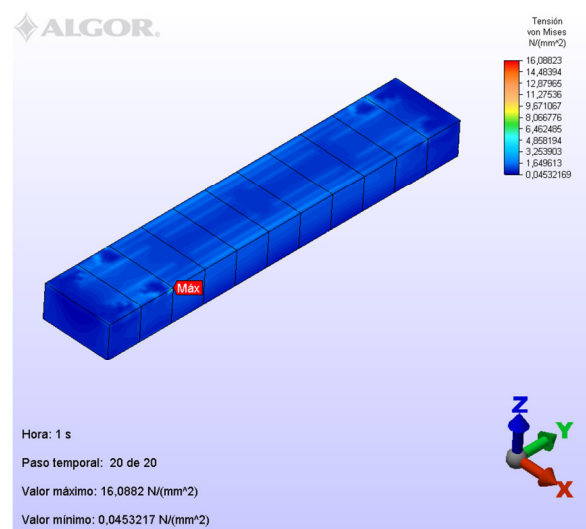 ALGOR.
Tensión
von Mises
N/(mm^2)
16,08823
14,48394
12,87965
11,27536
9,671067
8,066776
6,462485
4,858194
3,253903
1,649613
0,04532169
Máx
Hora: 1 s
Paso temporal: 20 de 20
Valor máximo: 16,0882 N/(mm^2)
Valor mínimo: 0,0453217 N/(mm^2)
Z
Y
X